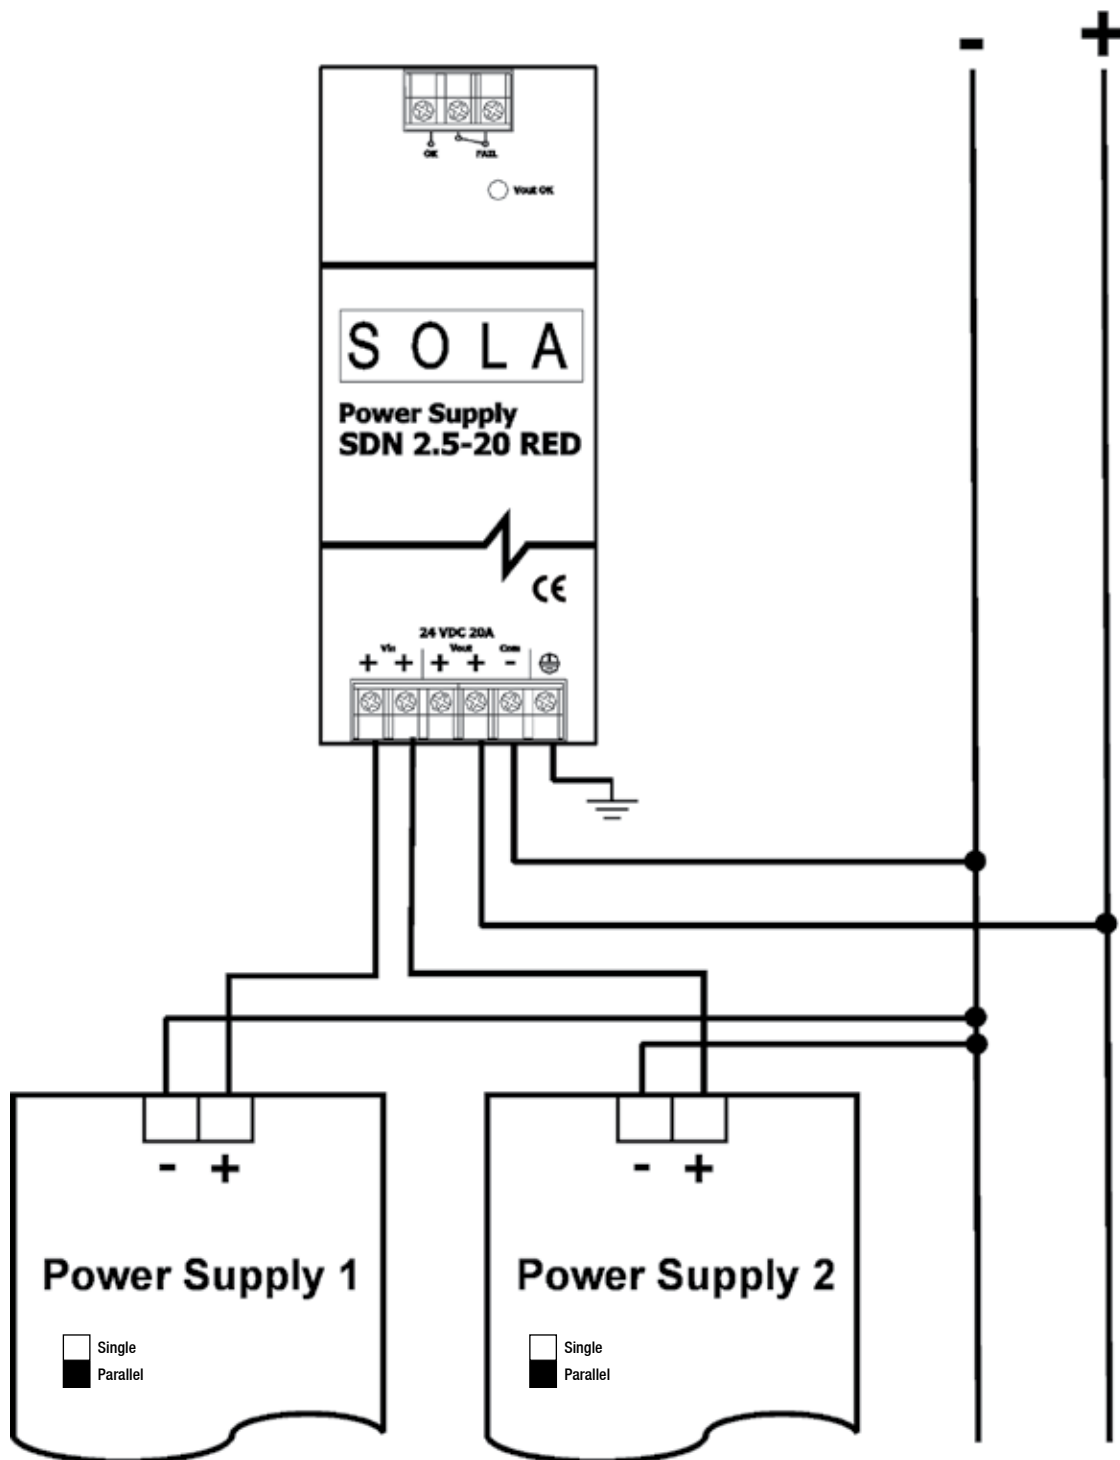 - +
OK FAIL
Vout OK
SOLA
Power Supply
SDN 2.5-20 RED
CE
24 VDC 20A
Vin Vout Com
+ + + + -
- +
Power Supply 1
Single
Parallel
- +
Power Supply 2
Single
Parallel